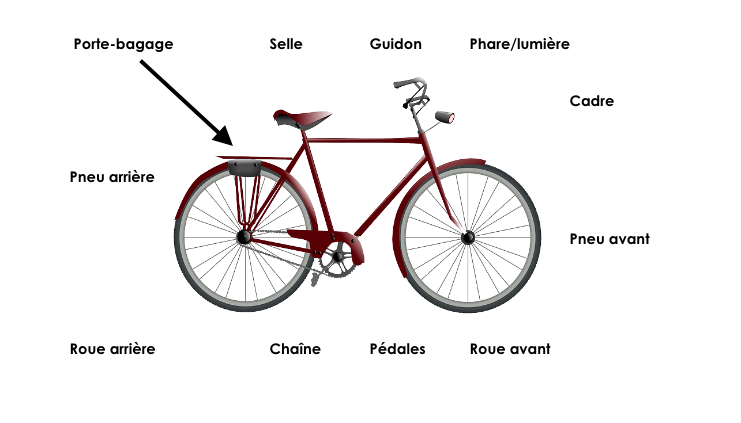 Porte-bagage
Selle
Guidon
Phare/lumière
Cadre
Pneu arrière
Pneu avant
Roue arrière
Chaîne
Pédales
Roue avant